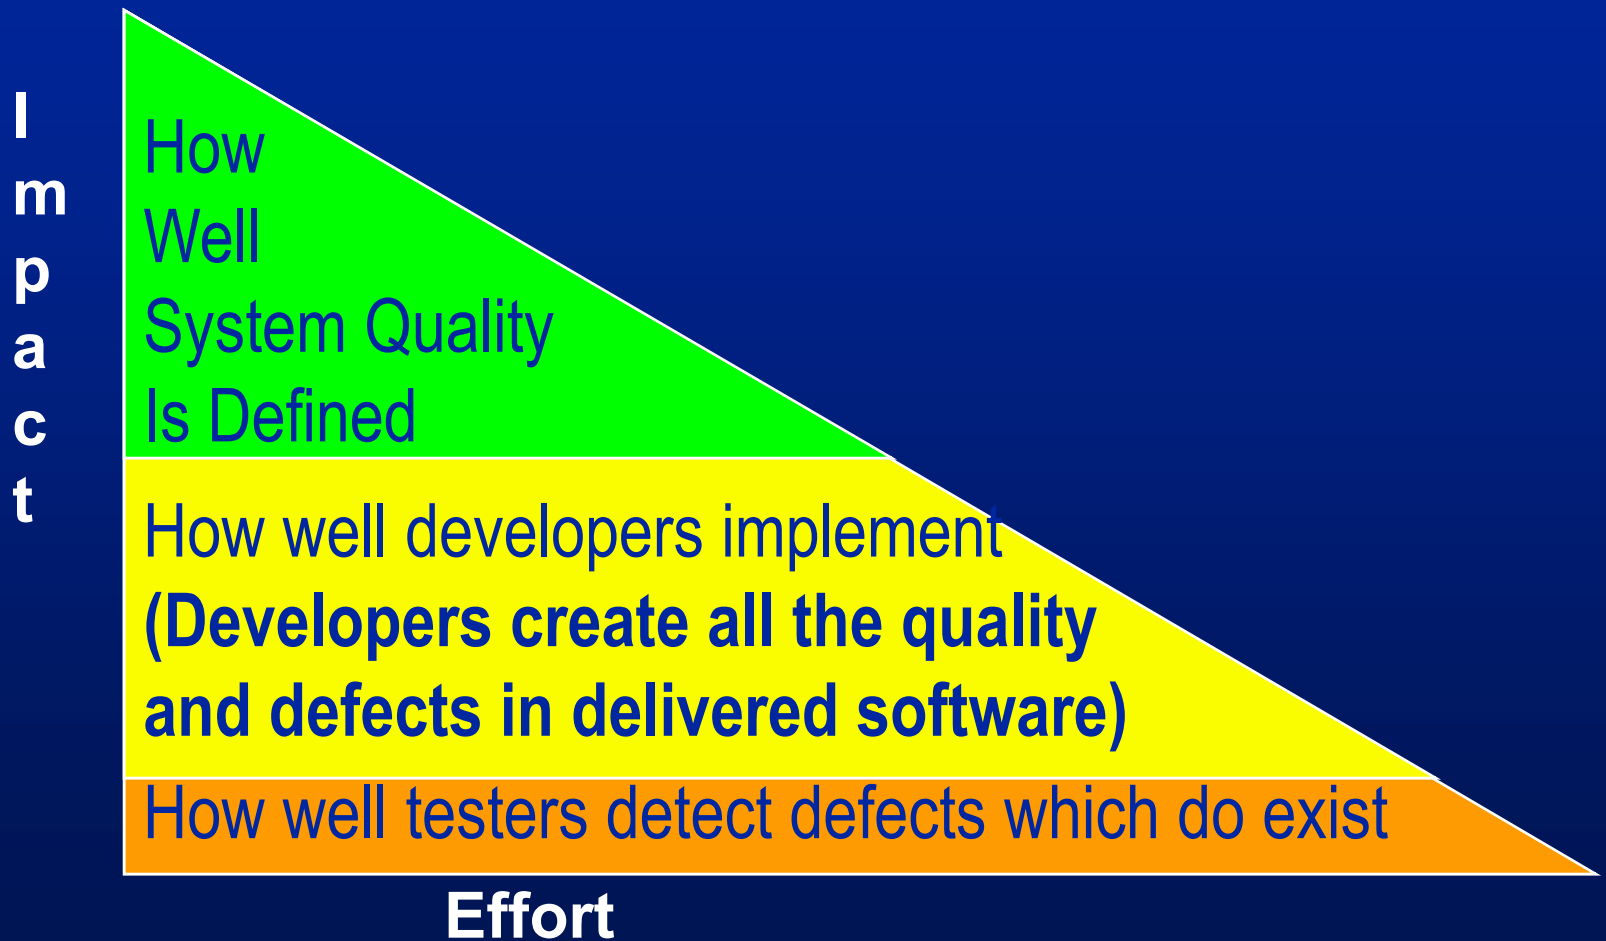 Impact
How
Well
System Quality
Is Defined
How well developers implement
(Developers create all the quality
and defects in delivered software)
How well testers detect defects which do exist
Effort